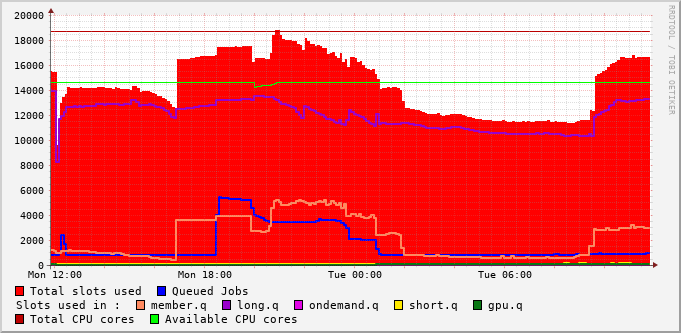 20000
18000
16000
14000
12000
10000
8000
6000
4000
2000
0
Mon 12:00 Mon 18:00 Tue 00:00 Tue 06:00
Total slots used Queued Jobs
Slots used in : member.q long.q ondemand.q short.q gpu.q
Total CPU cores Available CPU cores
RRDTOOL / TOBI OETIKER